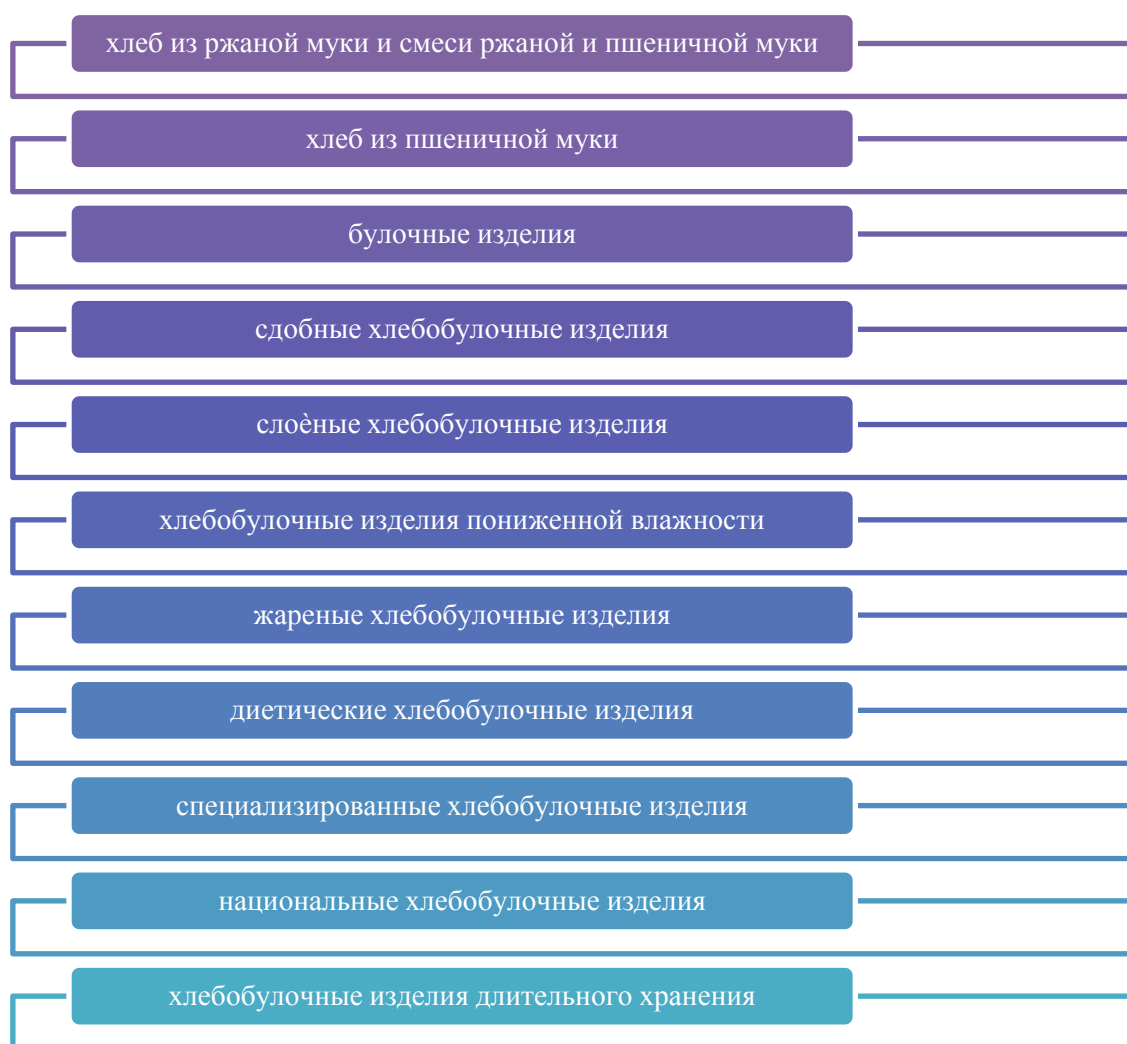 хлеб из ржаной муки и смеси ржаной и пшеничной муки
хлеб из пшеничной муки
булочные изделия
сдобные хлебобулочные изделия
слоѐные хлебобулочные изделия
хлебобулочные изделия пониженной влажности
жареные хлебобулочные изделия
диетические хлебобулочные изделия
специализированные хлебобулочные изделия
национальные хлебобулочные изделия
хлебобулочные изделия длительного хранения